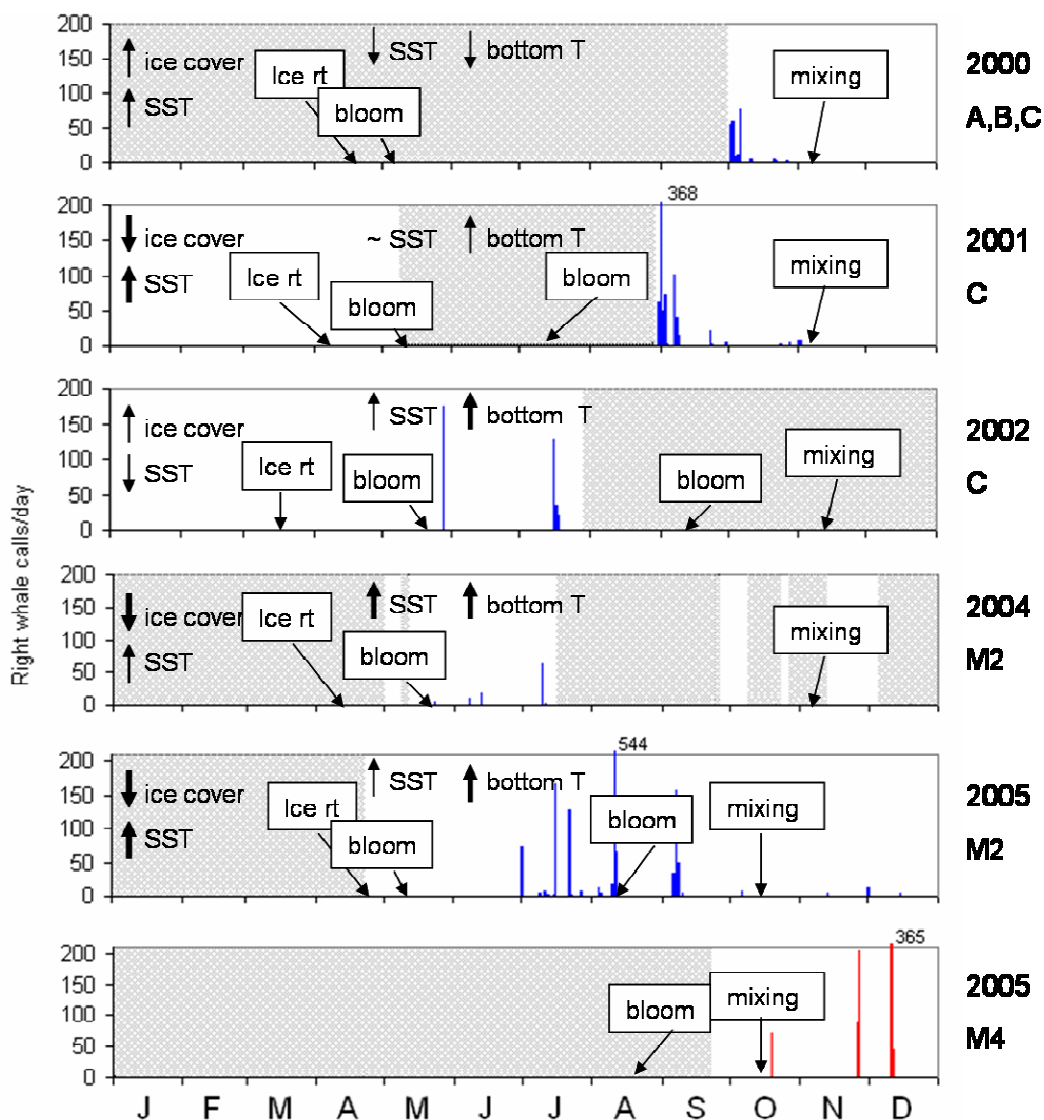 200
150
100
50
0
↑ ice cover
↑ SST
Ice rt
bloom
↓ SST ↓ bottom T
mixing
2000
A,B,C
200
150
100
50
0
↓ ice cover
↑ SST
Ice rt
bloom
~ SST ↑ bottom T
bloom
368
mixing
2001
C
200
150
100
50
0
↑ ice cover
↓ SST
Ice rt
bloom
↑ SST ↑ bottom T
bloom
mixing
2002
C
Right whale calls/day
200
150
100
50
0
↓ ice cover
↑ SST
Ice rt
bloom
↑ SST ↑ bottom T
mixing
2004
M2
200
150
100
50
0
↓ ice cover
↑ SST
Ice rt
bloom
↑ SST ↑ bottom T
544
bloom
mixing
2005
M2
200
150
100
50
0
bloom
mixing
365
2005
M4
J F M A M J J A S O N D